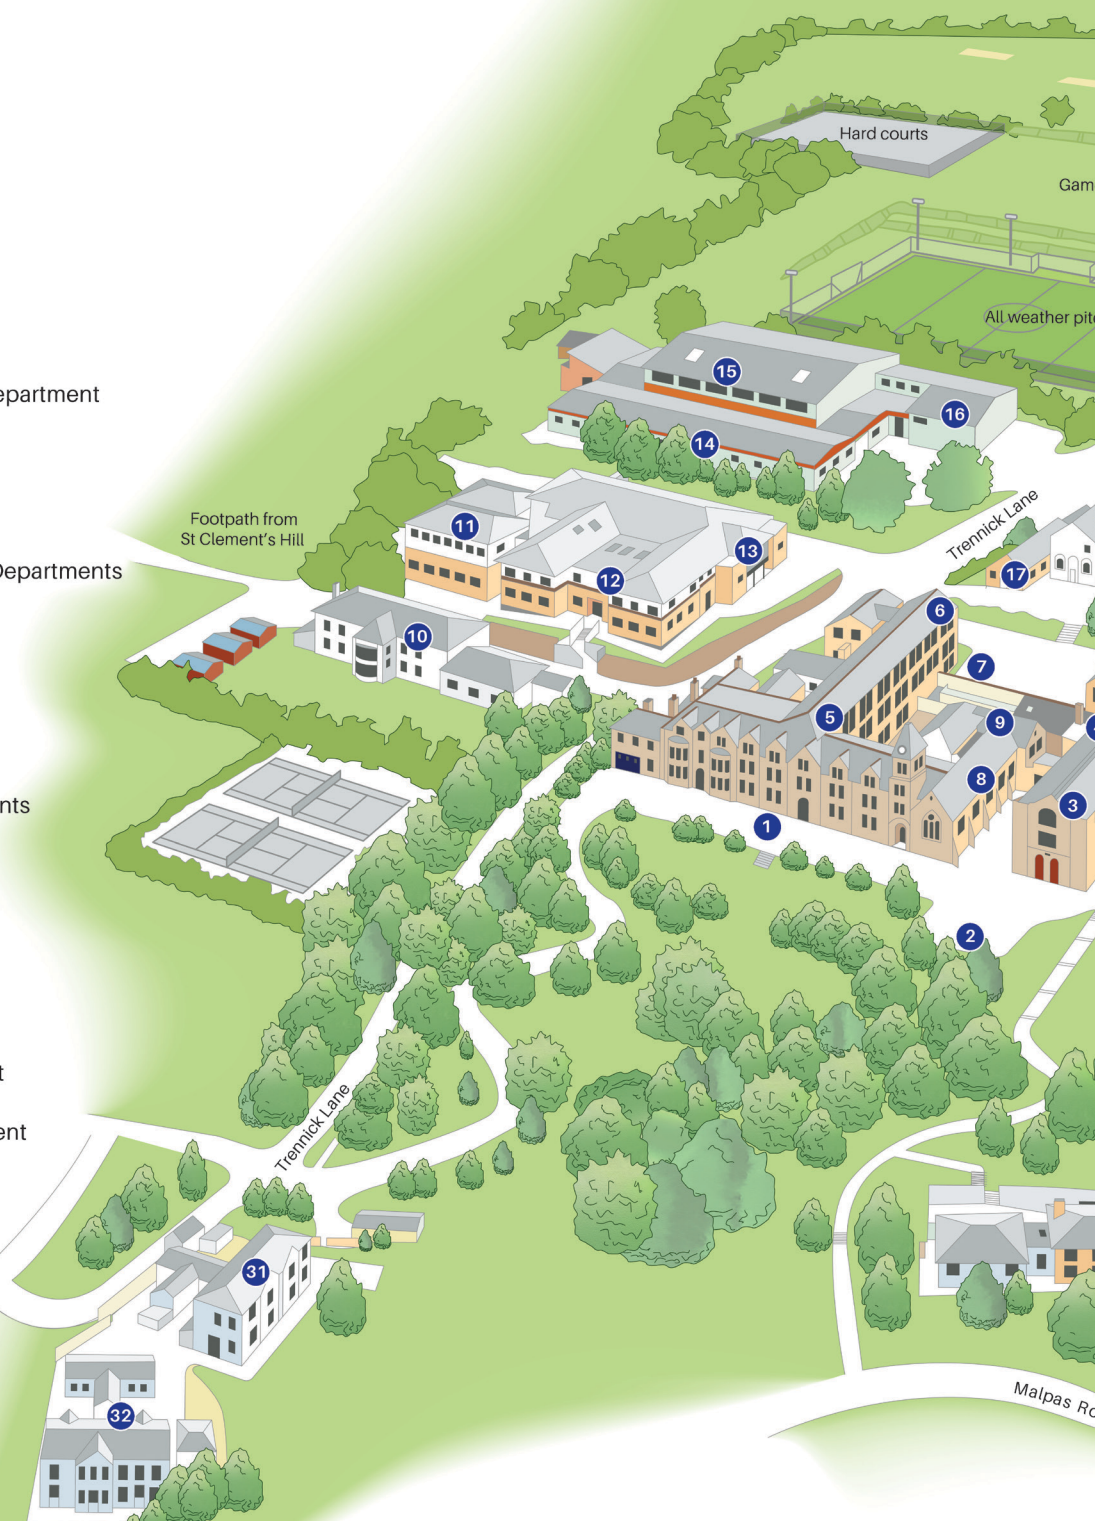 Hard courts
Gam
All weather pit
epartment
15
16
14
Footpath from
St Clement's Hill
11
Trennick Lane
13
Departments
12
17
6
10
7
5
9
8
nts
3
1
2
t
Trennick Lane
ent
31
Malpas Ro
32